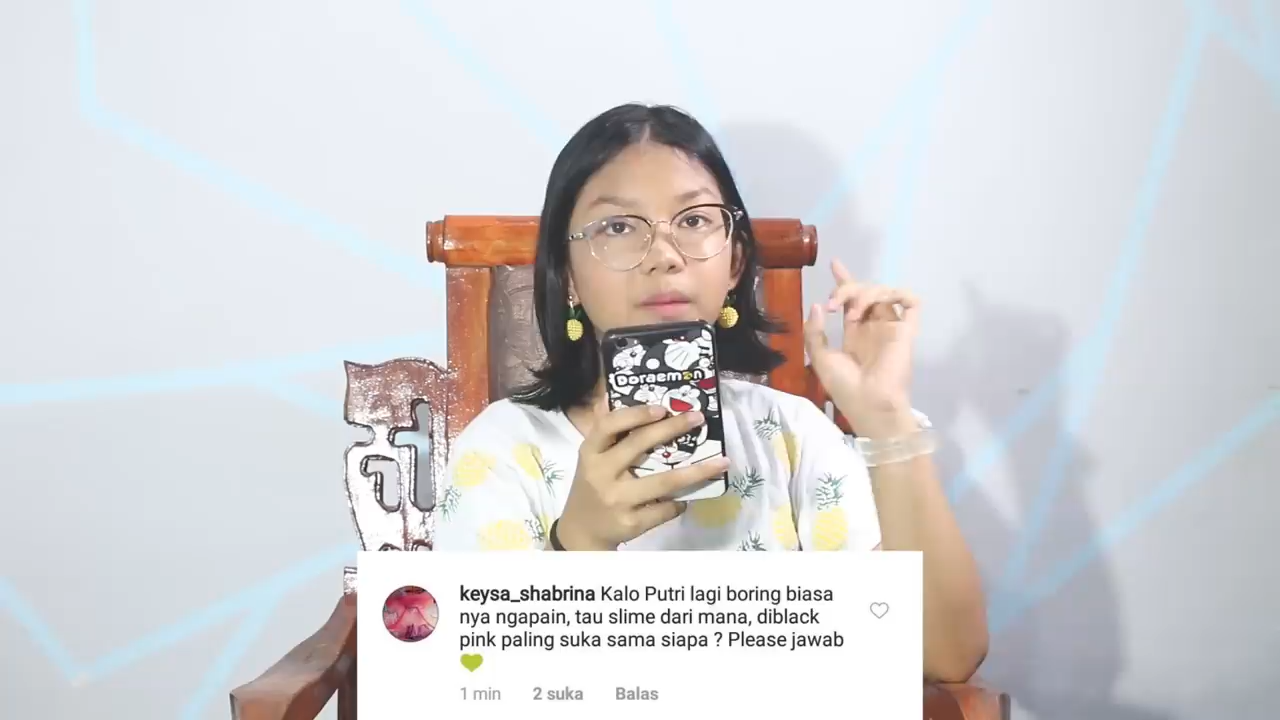 Doraemon
keysa_shabrina Kalo Putri lagi boring biasa
nya ngapain, tau slime dari mana, diblack
pink paling suka sama siapa ? Please jawab
1 min 2 suka Balas